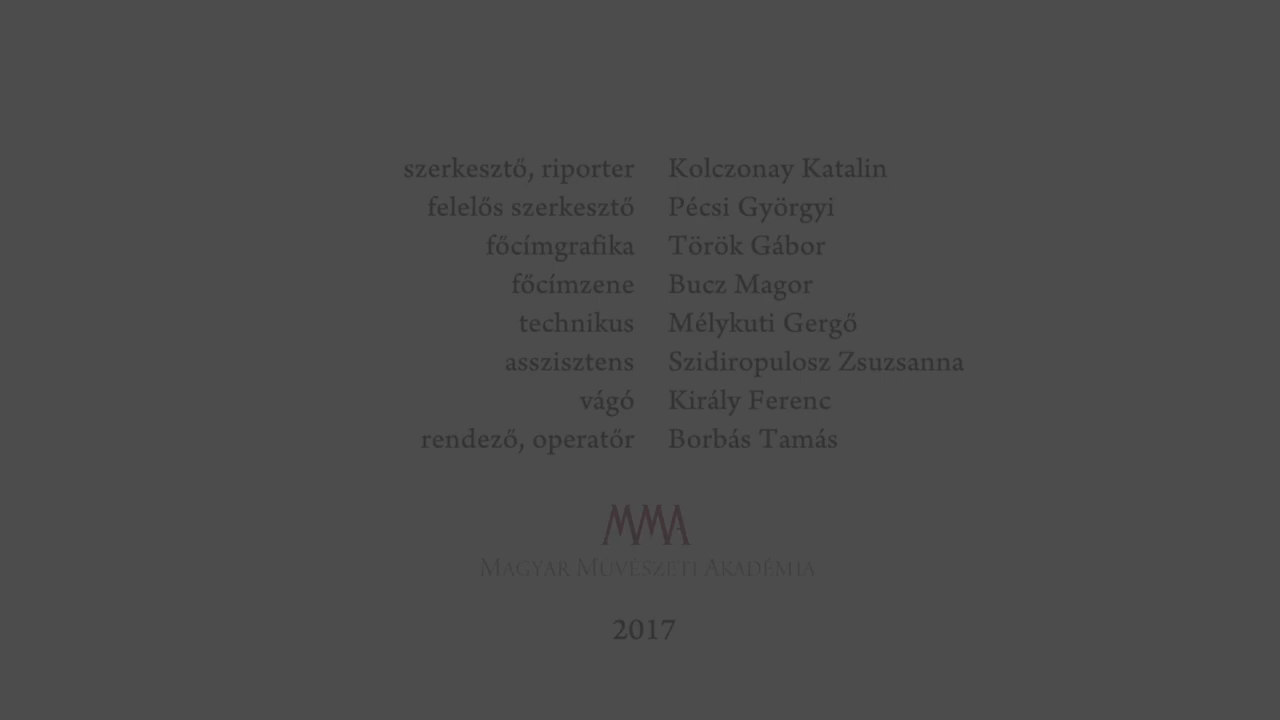 szerkesztő, riporter Kolczonay Katalin
felelős szerkesztő Pécsi Györgyi
főcímgrafika Török Gábor
főcímzene Bucz Magor
technikus Mélykuti Gergő
asszisztens Szidiropulosz Zsuzsanna
vágó Király Ferenc
rendező, operatőr Borbás Tamás
MMA
Magyar Művészeti Akadémia
2017